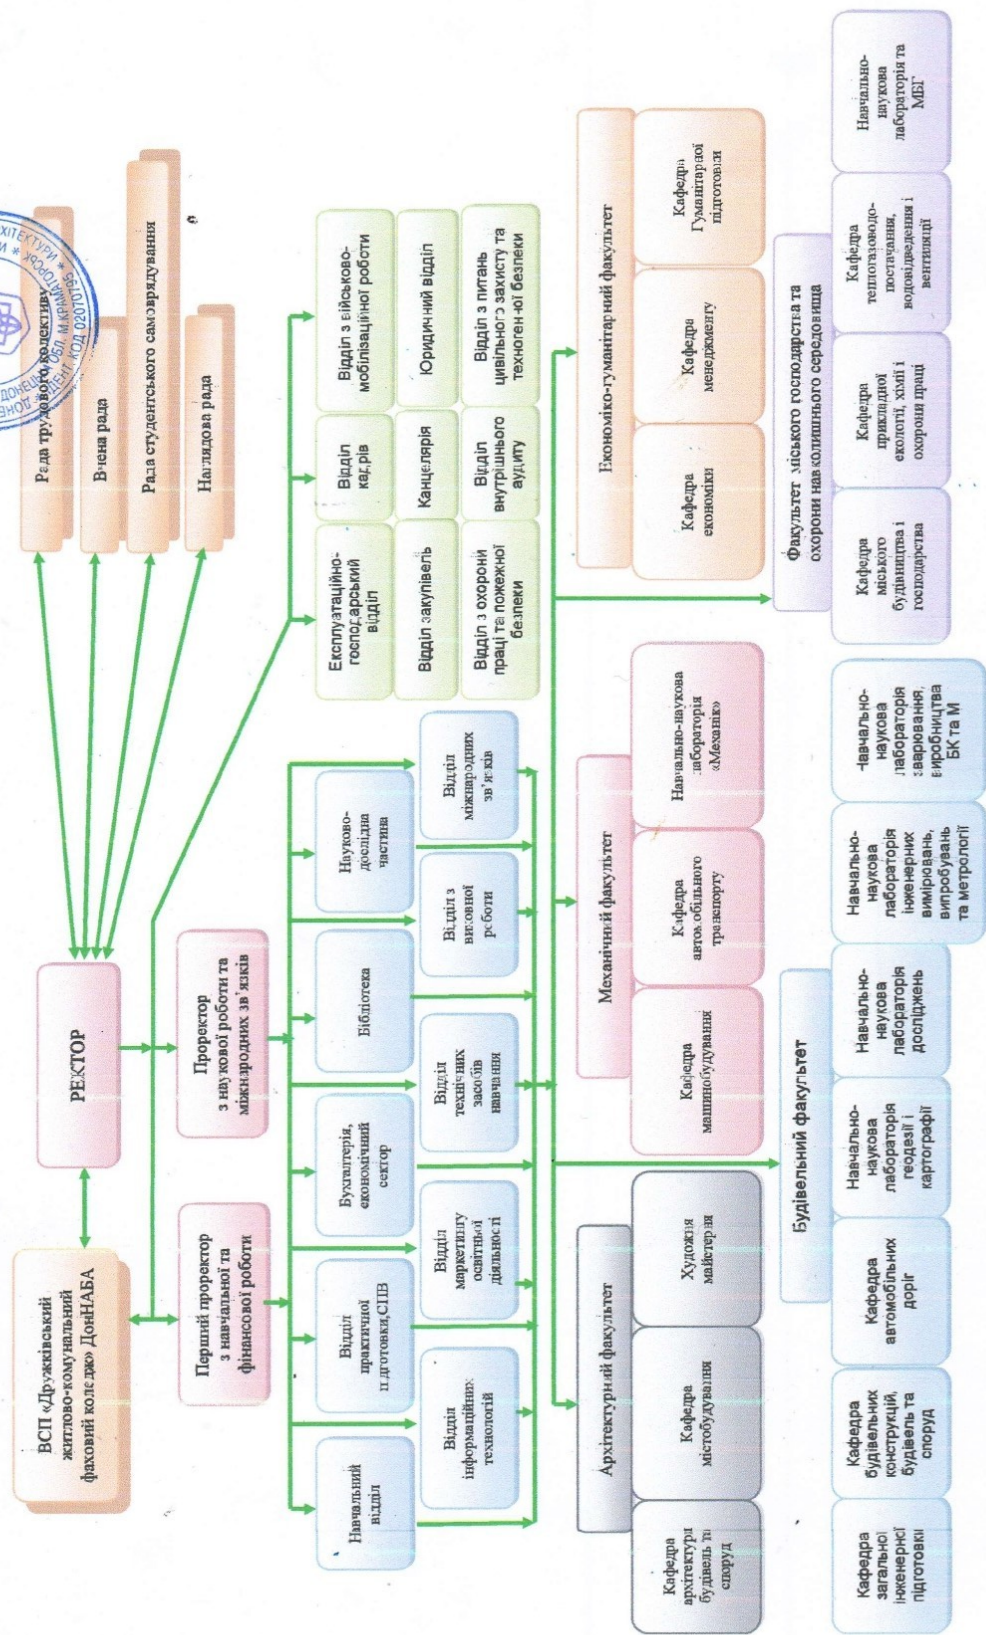 ВСП «Дружківський
житлово-комунальний
фаховий коледж» ДонНАБА
РЕКТОР
Рада трудового колективу
Вчена рада
Рада студентського самоврядування
Наглядова рада
КОД 02070795
Перший проректор
з навчальної та
фінансової роботи
Проректор
з наукової роботи та
міжнародних зв'язків
Навчальний
відділ
Відділ
практичної
підготовки,СПВ
Бухгалтерія,
економічний
сектор
Бібліотека
Науково-
дослідна
частина
Відділ
інформаційних
технологій
Відділ
маркетингу
освітньої
діяльності
Відділ
технічних
засобів
навчання
Відділ з
виховної
роботи
Відділ
міжнародних
зв'язків
Експлуатаційно-
господарський
відділ
Відділ
кадрів
Відділ з військово-
мобілізаційної роботи
Відділ закупівель
Канцелярія
Юридичний відділ
Відділ з охорони
праці та пожежної
безпеки
Відділ
внутрішнього
аудиту
Відділ з питань
цивільного захисту та
техногенної безпеки
Архітектурний факультет
Кафедра
архітектури
будівель та
споруд
Кафедра
містобудування
Художня
майстерня
Механічний факультет
Кафедра
машинобудування
Кафедра
автомобільного
транспорту
Навчально-наукова
лабораторія
«Механік»
Економіко-гуманітарний факультет
Кафедра
економіки
Кафедра
менеджменту
Кафедра
Гуманітарної
підготовки
Будівельний факультет
Кафедра
загальної
інженерної
підготовки
Кафедра
будівельних
конструкцій,
будівель та
споруд
Кафедра
автомобільних
доріг
Навчально-
наукова
лабораторія
геодезії і
картографії
Навчально-
наукова
лабораторія
досліджень
Навчально-
наукова
лабораторія
інженерних
вимірювань,
випробувань
та метрології
Навчально-
наукова
лабораторія
зварювання,
виробництва
БК та М
Факультет міського господарства та
охорони навколишнього середовища
Кафедра
міського
будівництва і
господарства
Кафедра
прикладної
екології, хімії і
охорони праці
Кафедра
теплогазоводо-
постачання,
водовідведення і
вентиляції
Навчально-
наукова
лабораторія та
МБГ